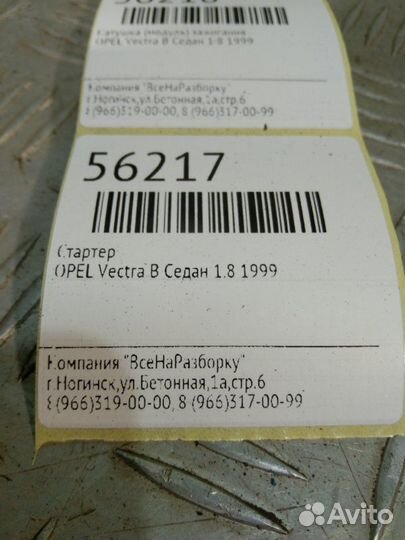 56216
Катушка (модуль) зажигания
OPEL Vectra B Седан 1.8 1999
Компания "ВсеНаРазборку"
г.Ногинск,ул.Бетонная,1а,стр.6
8 (966)319-00-00, 8 (966)317-00-99
56217
Стартер
OPEL Vectra B Седан 1.8 1999
Компания "ВсеНаРазборку"
г.Ногинск,ул.Бетонная,1а,стр.6
8 (966)319-00-00, 8 (966)317-00-99
Avito